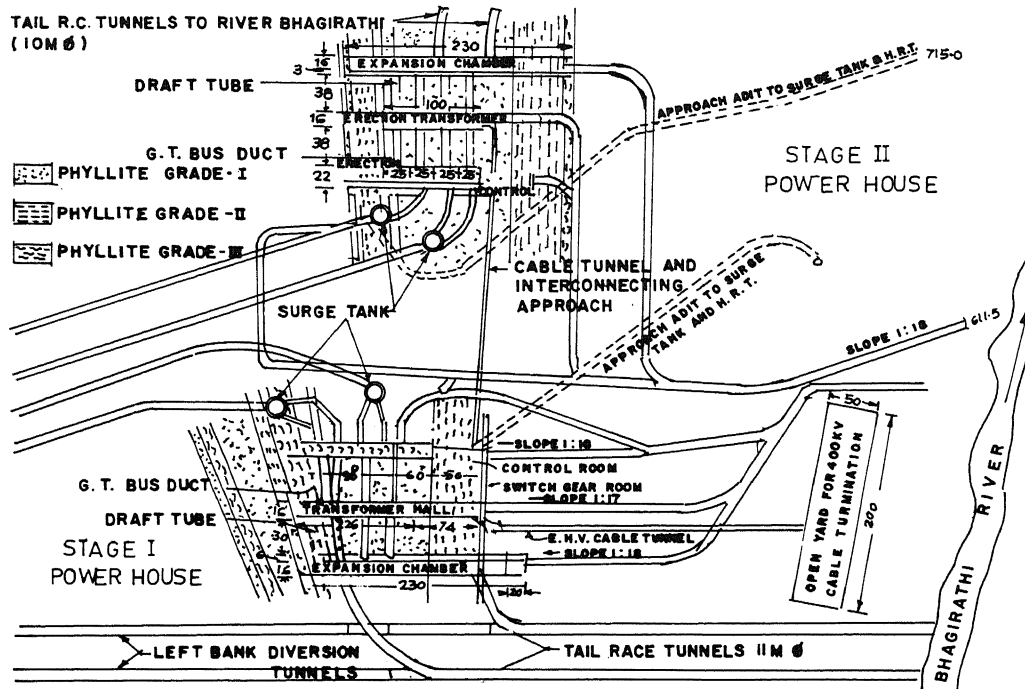 TAIL R.C. TUNNELS TO RIVER BHAGIRATHI
(10M Ø)
230
16
EXPANSION CHAMBER
3
DRAFT TUBE
38
100
16
ERECTION TRANSFORMER
38
G.T. BUS DUCT
ERECTION
22
25+25+25+25
CONTROL
APPROACH ADIT TO SURGE TANK & H.R.T.
715.0
STAGE II
POWER HOUSE
PHYLLITE GRADE-I
PHYLLITE GRADE-II
PHYLLITE GRADE-III
CABLE TUNNEL AND
INTERCONNECTING
APPROACH
SURGE TANK
APPROACH ADIT TO SURGE
TANK AND H.R.T.
SLOPE 1:18
611.5
50
SLOPE 1:18
CONTROL ROOM
60
56
SWITCH GEAR ROOM
SLOPE 1:17
G.T. BUS DUCT
TRANSFORMER HALL
DRAFT TUBE
16
226
74
30
E.H.V. CABLE TUNNEL
SLOPE 1:18
STAGE I
POWER HOUSE
16
EXPANSION CHAMBER
230
20
OPEN YARD FOR 400KV
CABLE TURMINATION
200
BHAGIRATHI RIVER
LEFT BANK DIVERSION
TUNNELS
TAIL RACE TUNNELS 11M Ø